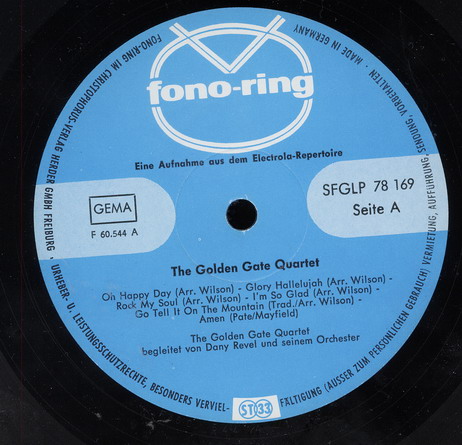 fono-ring
Eine Aufnahme aus dem Electrola-Repertoire
GEMA
F 60.544 A
SFGLP 78 169
Seite A
The Golden Gate Quartet
Oh Happy Day (Arr. Wilson) - Glory Hallelujah (Arr. Wilson) -
Rock My Soul (Arr. Wilson) - I'm So Glad (Arr. Wilson) -
Go Tell It On The Mountain (Trad./Arr. Wilson) -
Amen (Pate/Mayfield)
The Golden Gate Quartet
begleitet von Dany Revel und seinem Orchester
ST 33
FONO-RING IM CHRISTOPHORUS-VERLAG HERDER GMBH FREIBURG · URHEBER- U. LEISTUNGSSCHUTZRECHTE, BESONDERS VERVIEL-
FÄLTIGUNG (AUSSER ZUM PERSÖNLICHEN GEBRAUCH) VERMIETUNG, AUFFÜHRUNG, SENDUNG, VORBEHALTEN · MADE IN GERMANY